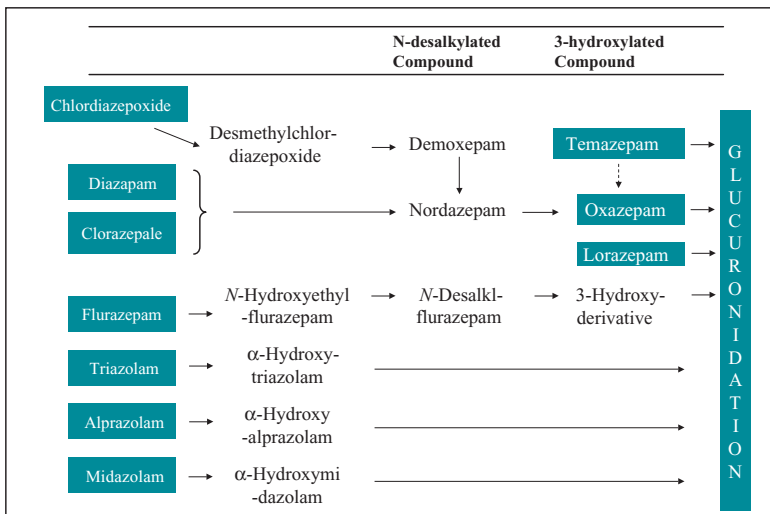 N-desalkylated 3-hydroxylated
Compound Compound
Chlordiazepoxide
Desmethylchlor-
diazepoxide
Demoxepam
Temazepam
Diazapam
Clorazepale
Nordazepam
Oxazepam
Lorazepam
Flurazepam
N-Hydroxyethyl
-flurazepam
N-Desalkl-
flurazepam
3-Hydroxy-
derivative
Triazolam
α-Hydroxy-
triazolam
Alprazolam
α-Hydroxy
-alprazolam
Midazolam
α-Hydroxymi
-dazolam
GLUCURONIDATION